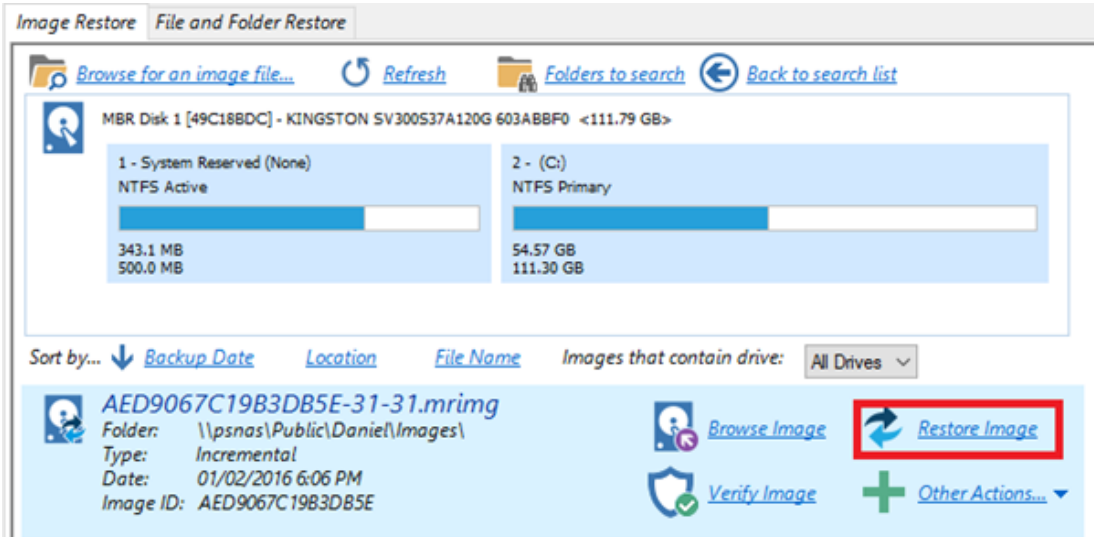 Image Restore File and Folder Restore
Browse for an image file... Refresh Folders to search Back to search list
MBR Disk 1 [49C18BDC] - KINGSTON SV300S37A120G 603ABBF0 <111.79 GB>
1 - System Reserved (None)
NTFS Active
343.1 MB
500.0 MB
2 - (C:)
NTFS Primary
54.57 GB
111.30 GB
Sort by... Backup Date Location File Name Images that contain drive: All Drives
AED9067C19B3DB5E-31-31.mrimg
Folder: \\psnas\Public\Daniel\Images\
Type: Incremental
Date: 01/02/2016 6:06 PM
Image ID: AED9067C19B3DB5E
Browse Image Restore Image
Verify Image Other Actions...